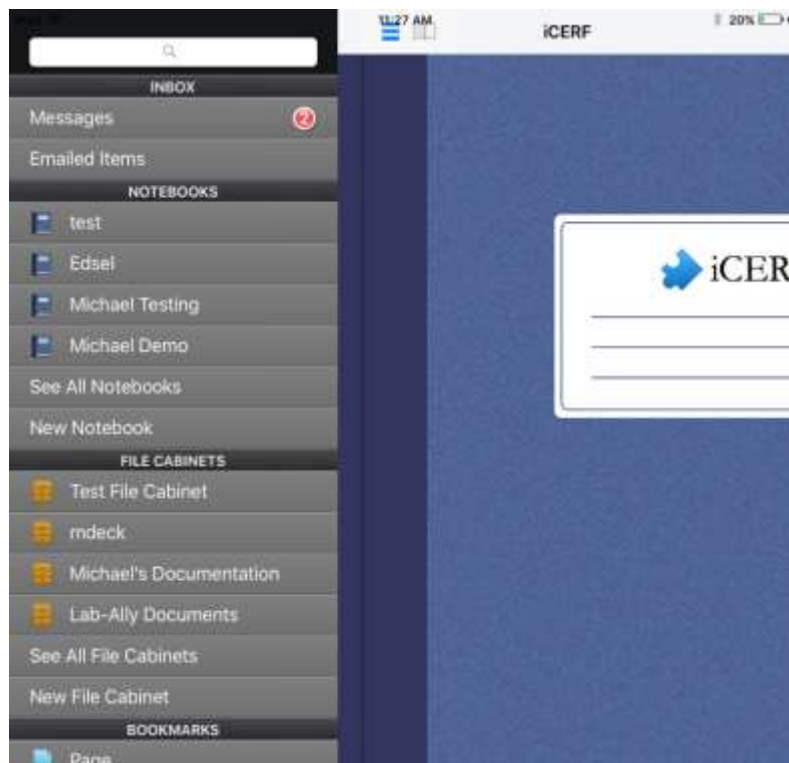 11:27 AM
20%
iCERF
INBOX
Messages
2
Emailed Items
NOTEBOOKS
test
Edsel
Michael Testing
Michael Demo
See All Notebooks
New Notebook
FILE CABINETS
Test File Cabinet
mdeck
Michael's Documentation
Lab-Ally Documents
See All File Cabinets
New File Cabinet
BOOKMARKS
Page
iCER